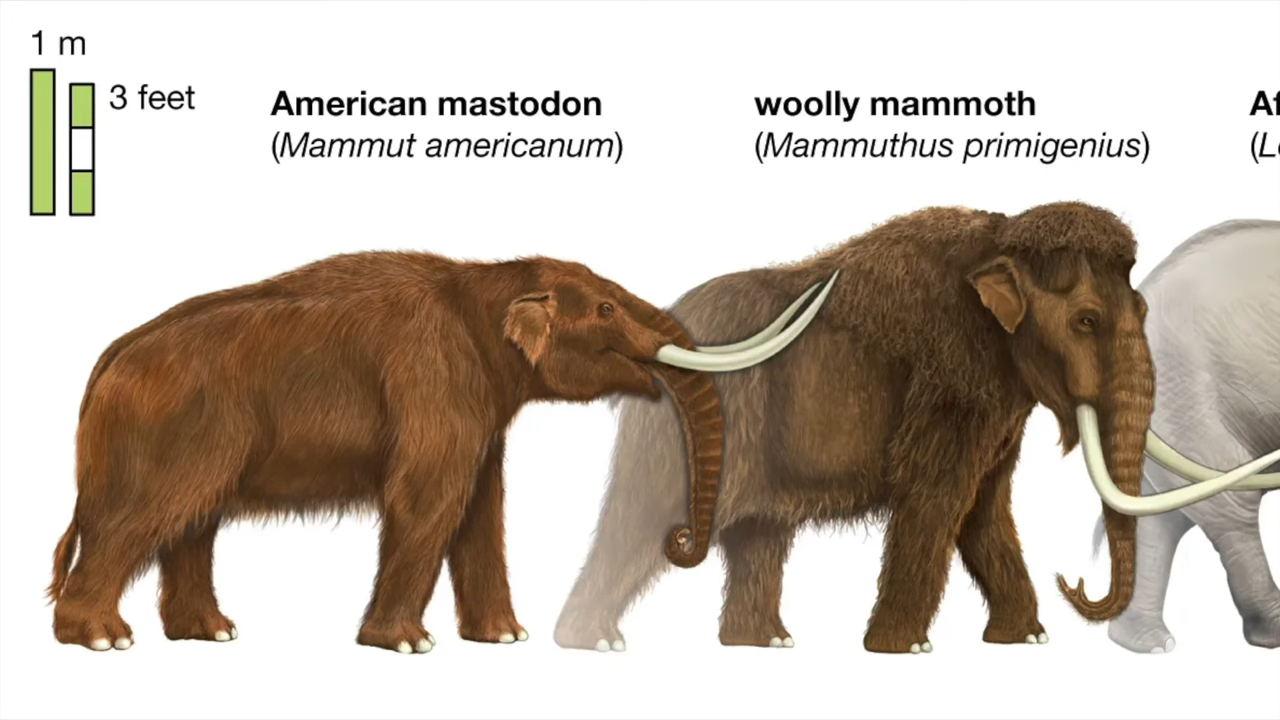 1 m
3 feet
American mastodon
(Mammut americanum)
woolly mammoth
(Mammuthus primigenius)